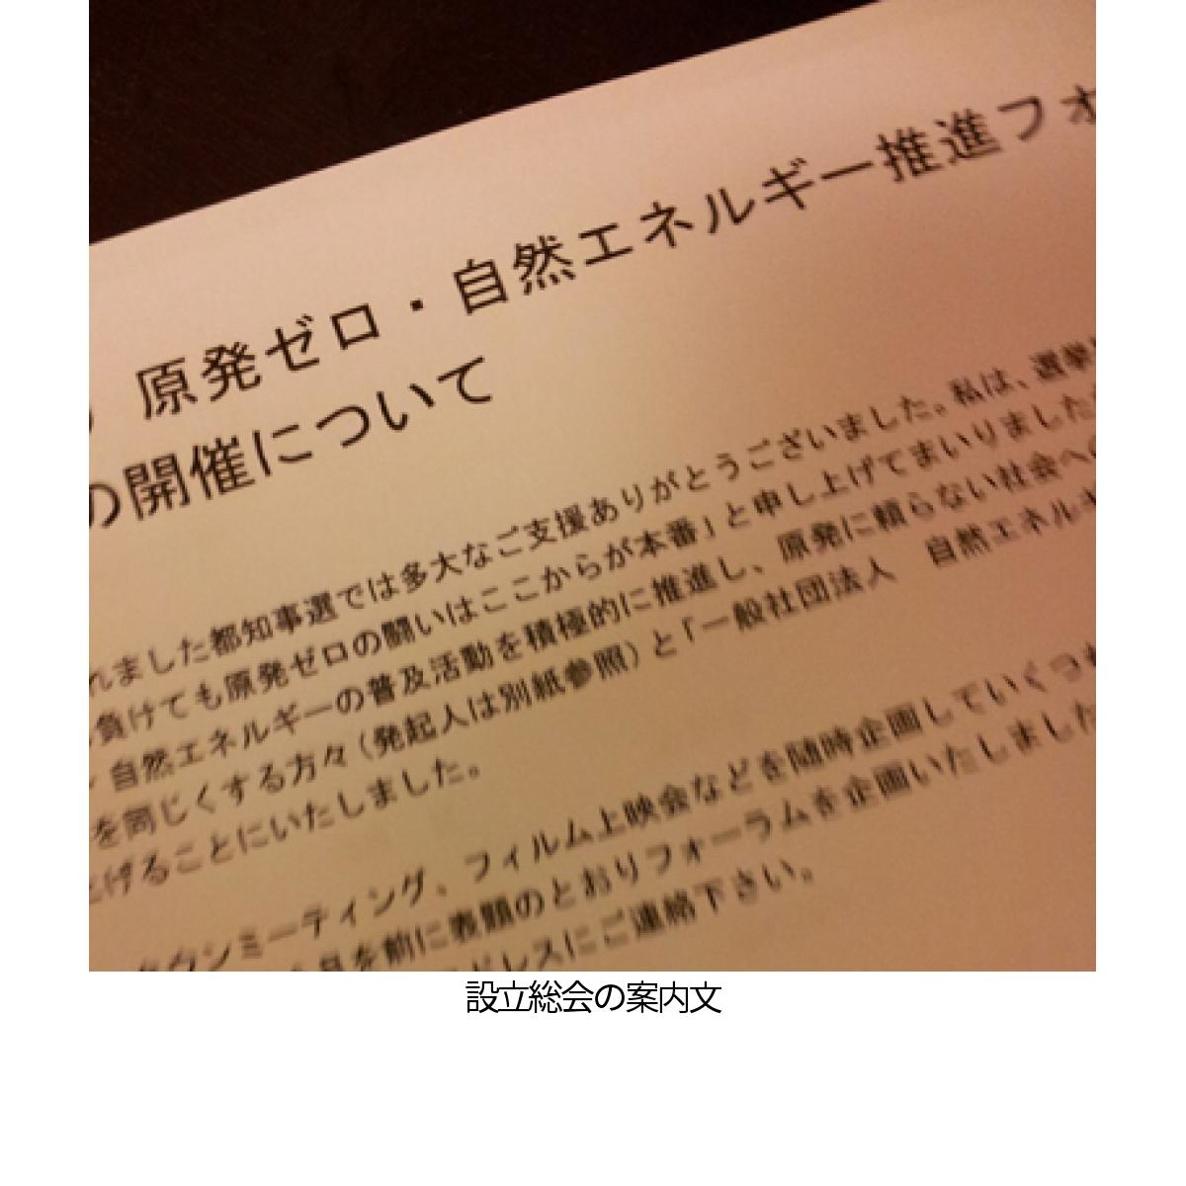 原発ゼロ・自然エネルギー推進フォ
の開催について
れました都知事選では多大なご支援ありがとうございました。私は、選挙
負けても原発ゼロの闘いはここからが本番」と申し上げてまいりました
自然エネルギーの普及活動を積極的に推進し、原発に頼らない社会への
を同じくする方々（発起人は別紙参照）と「一般社団法人　自然エネルギ
上げることにいたしました。
タウンミーティング、フィルム上映会などを随時企画していくつも
を前に表題のとおりフォーラムを企画いたしました
ドレスにご連絡下さい。
設立総会の案内文